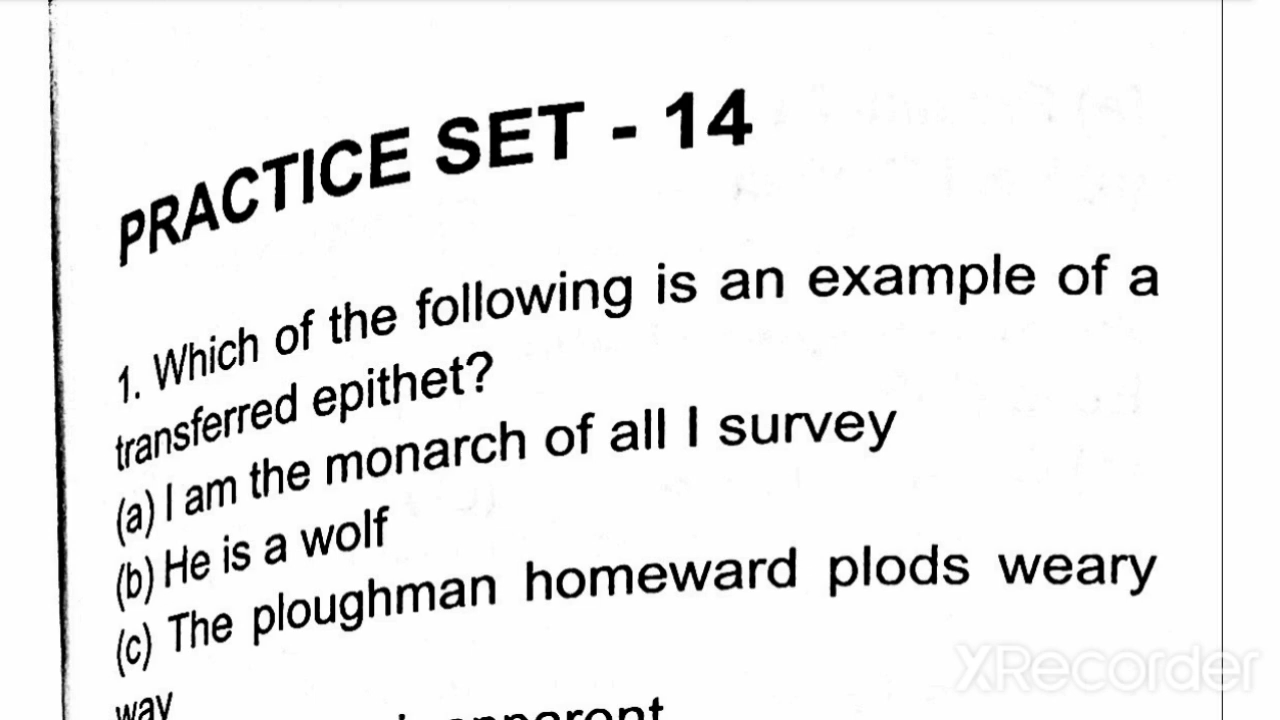 PRACTICE SET - 14
1. Which of the following is an example of a
transferred epithet?
(a) I am the monarch of all I survey
(b) He is a wolf
(c) The ploughman homeward plods weary
way
apparent
XRecorder